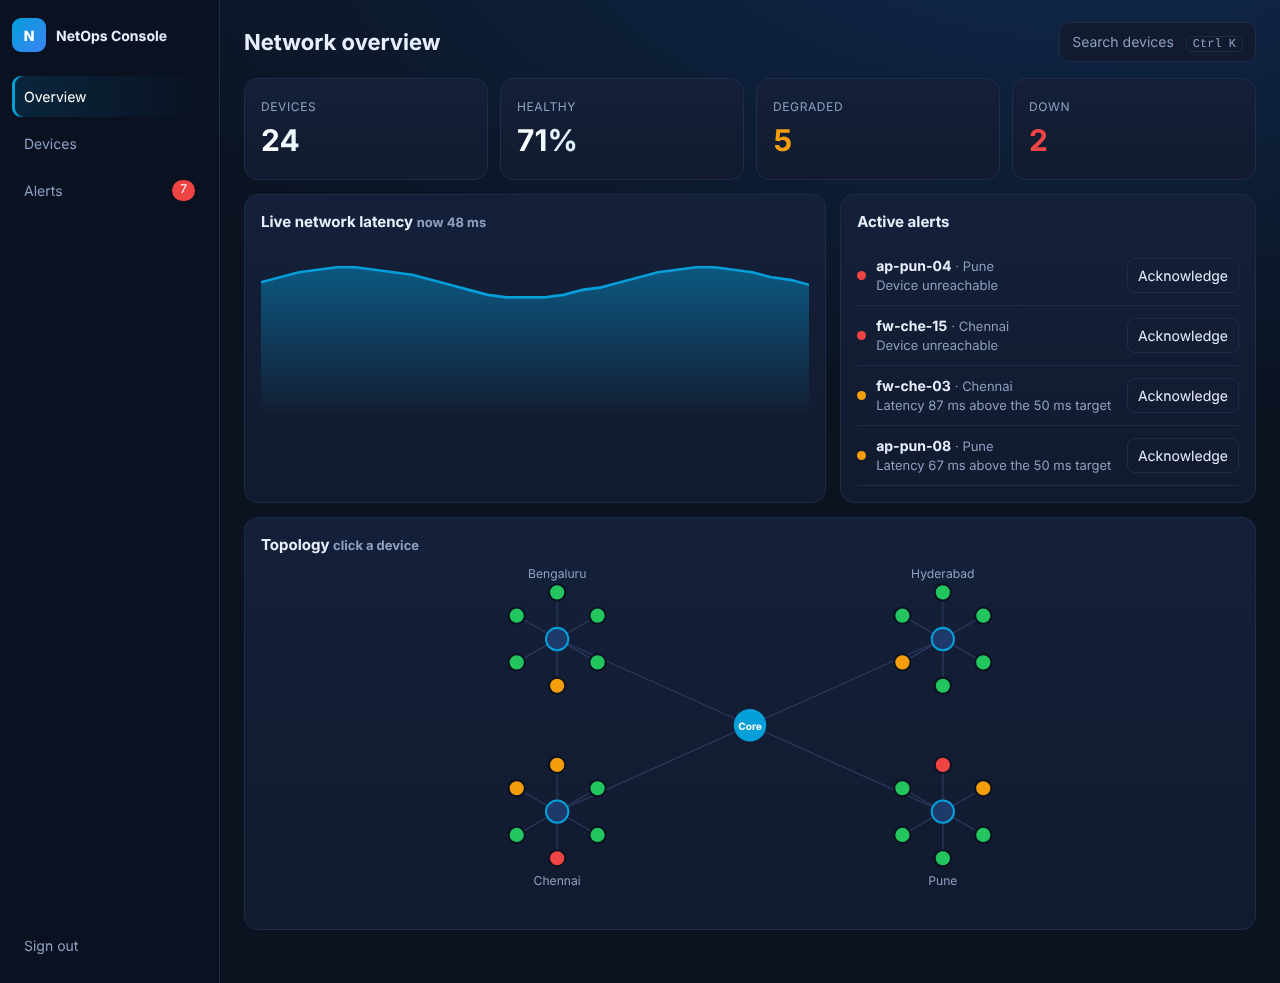 N NetOps Console
Overview
Devices
Alerts 7
Sign out
Network overview
Search devices Ctrl K
DEVICES
24
HEALTHY
71%
DEGRADED
5
DOWN
2
Live network latency now 48 ms
Active alerts
ap-pun-04 · Pune
Device unreachable
Acknowledge
fw-che-15 · Chennai
Device unreachable
Acknowledge
fw-che-03 · Chennai
Latency 87 ms above the 50 ms target
Acknowledge
ap-pun-08 · Pune
Latency 67 ms above the 50 ms target
Acknowledge
Topology click a device
Bengaluru
Hyderabad
Core
Chennai
Pune